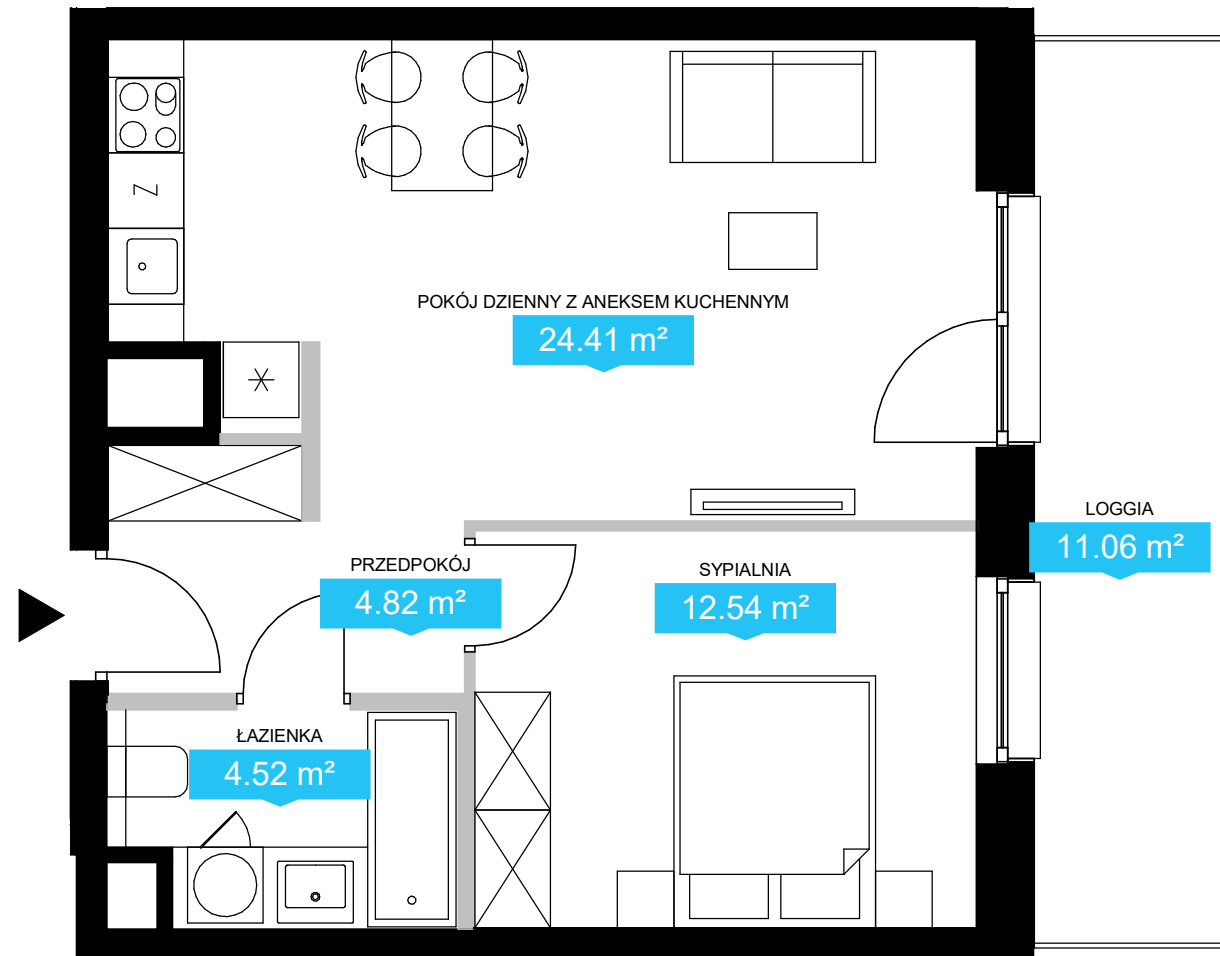 Z
POKÓJ DZIENNY Z ANEKSEM KUCHENNYM
24.41 m²
LOGGIA
11.06 m²
PRZEDPOKÓJ
4.82 m²
SYPIALNIA
12.54 m²
ŁAZIENKA
4.52 m²